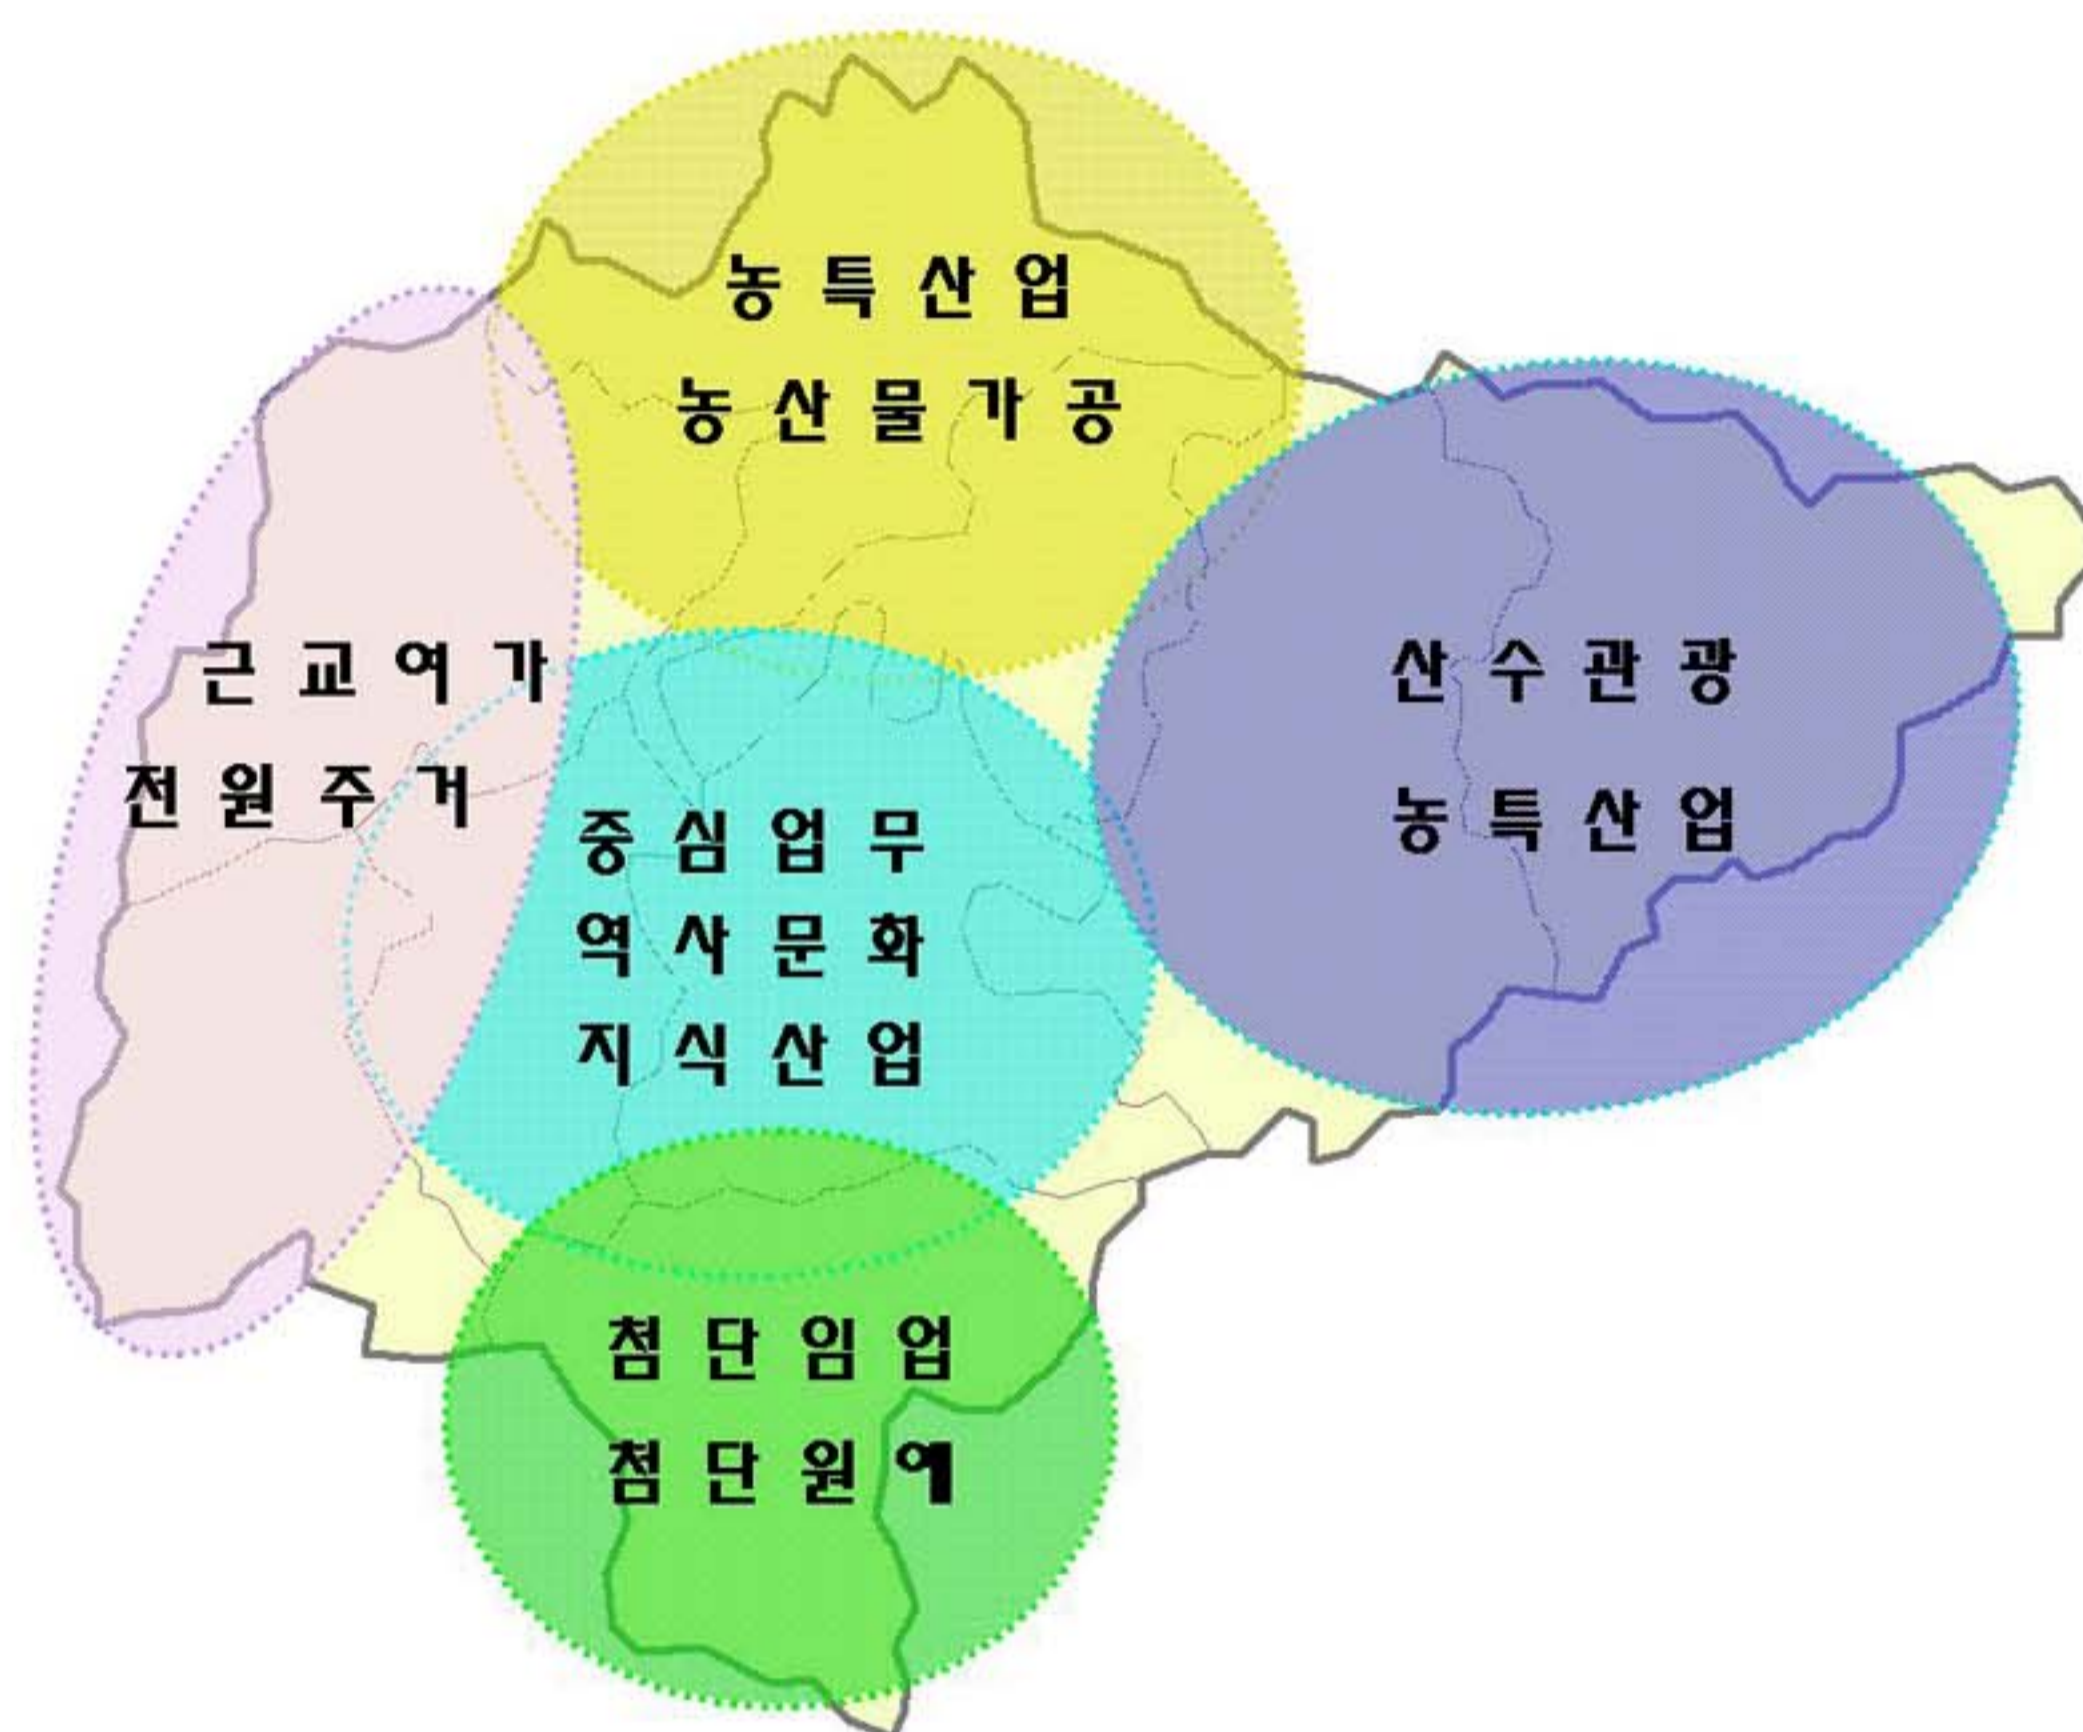 농특산업
농산물가공
근교여가
전원주거
중심업무
역사문화
지식산업
산수관광
농특산업
첨단임업
첨단원예